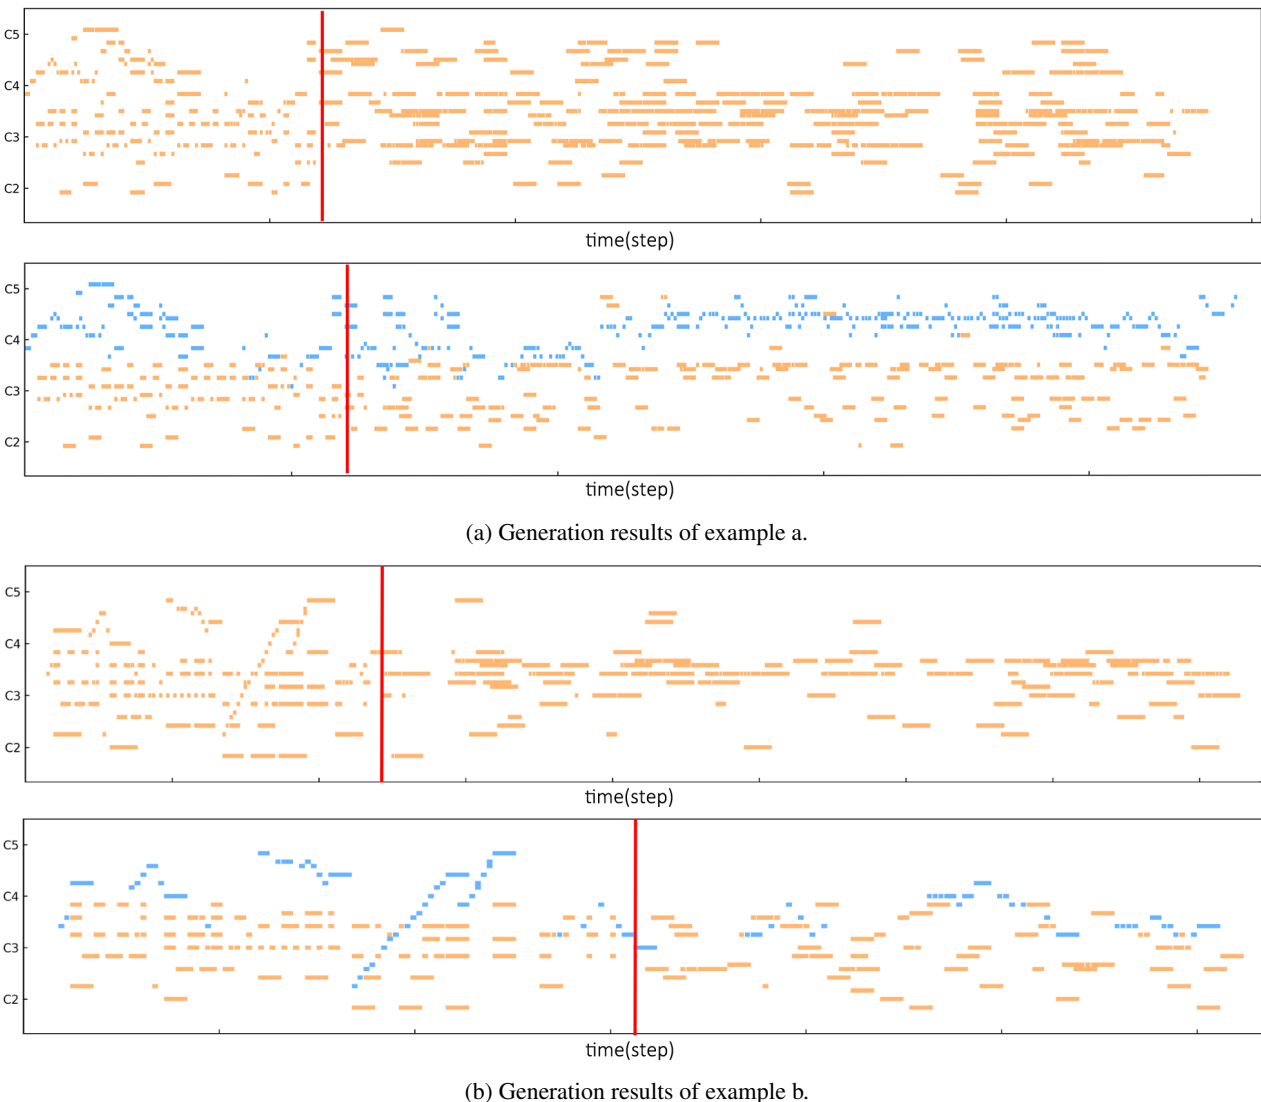 C5
C4
C3
C2
time(step)
C5
C4
C3
C2
time(step)
(a) Generation results of example a.
C5
C4
C3
C2
time(step)
C5
C4
C3
C2
time(step)
(b) Generation results of example b.